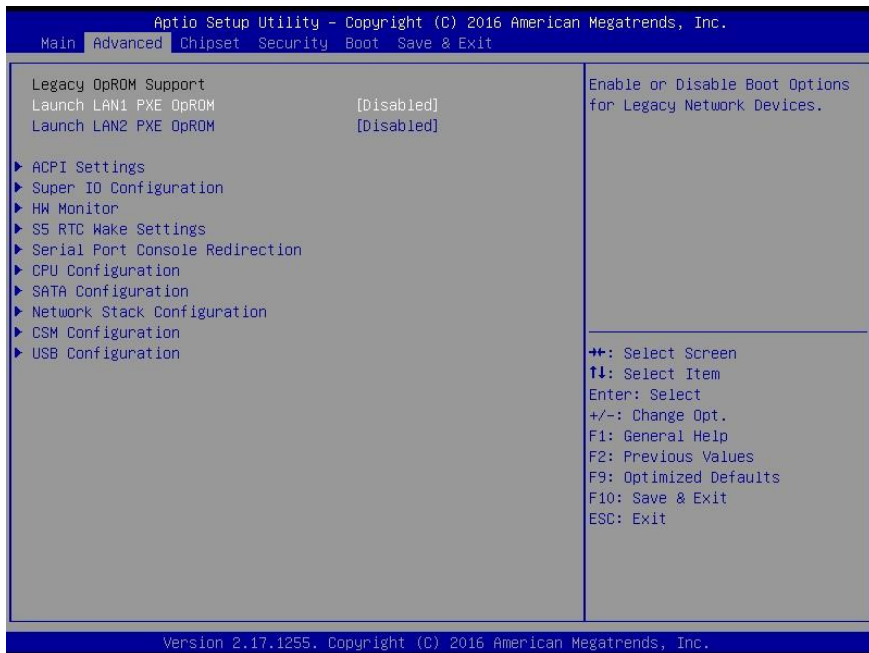 Aptio Setup Utility – Copyright (C) 2016 American Megatrends, Inc.
Main Advanced Chipset Security Boot Save & Exit
Legacy OpROM Support
Launch LAN1 PXE OpROM [Disabled]
Launch LAN2 PXE OpROM [Disabled]
ACPI Settings
Super IO Configuration
HW Monitor
S5 RTC Wake Settings
Serial Port Console Redirection
CPU Configuration
SATA Configuration
Network Stack Configuration
CSM Configuration
USB Configuration
Enable or Disable Boot Options
for Legacy Network Devices.
→←: Select Screen
↑↓: Select Item
Enter: Select
+/-: Change Opt.
F1: General Help
F2: Previous Values
F9: Optimized Defaults
F10: Save & Exit
ESC: Exit
Version 2.17.1255. Copyright (C) 2016 American Megatrends, Inc.